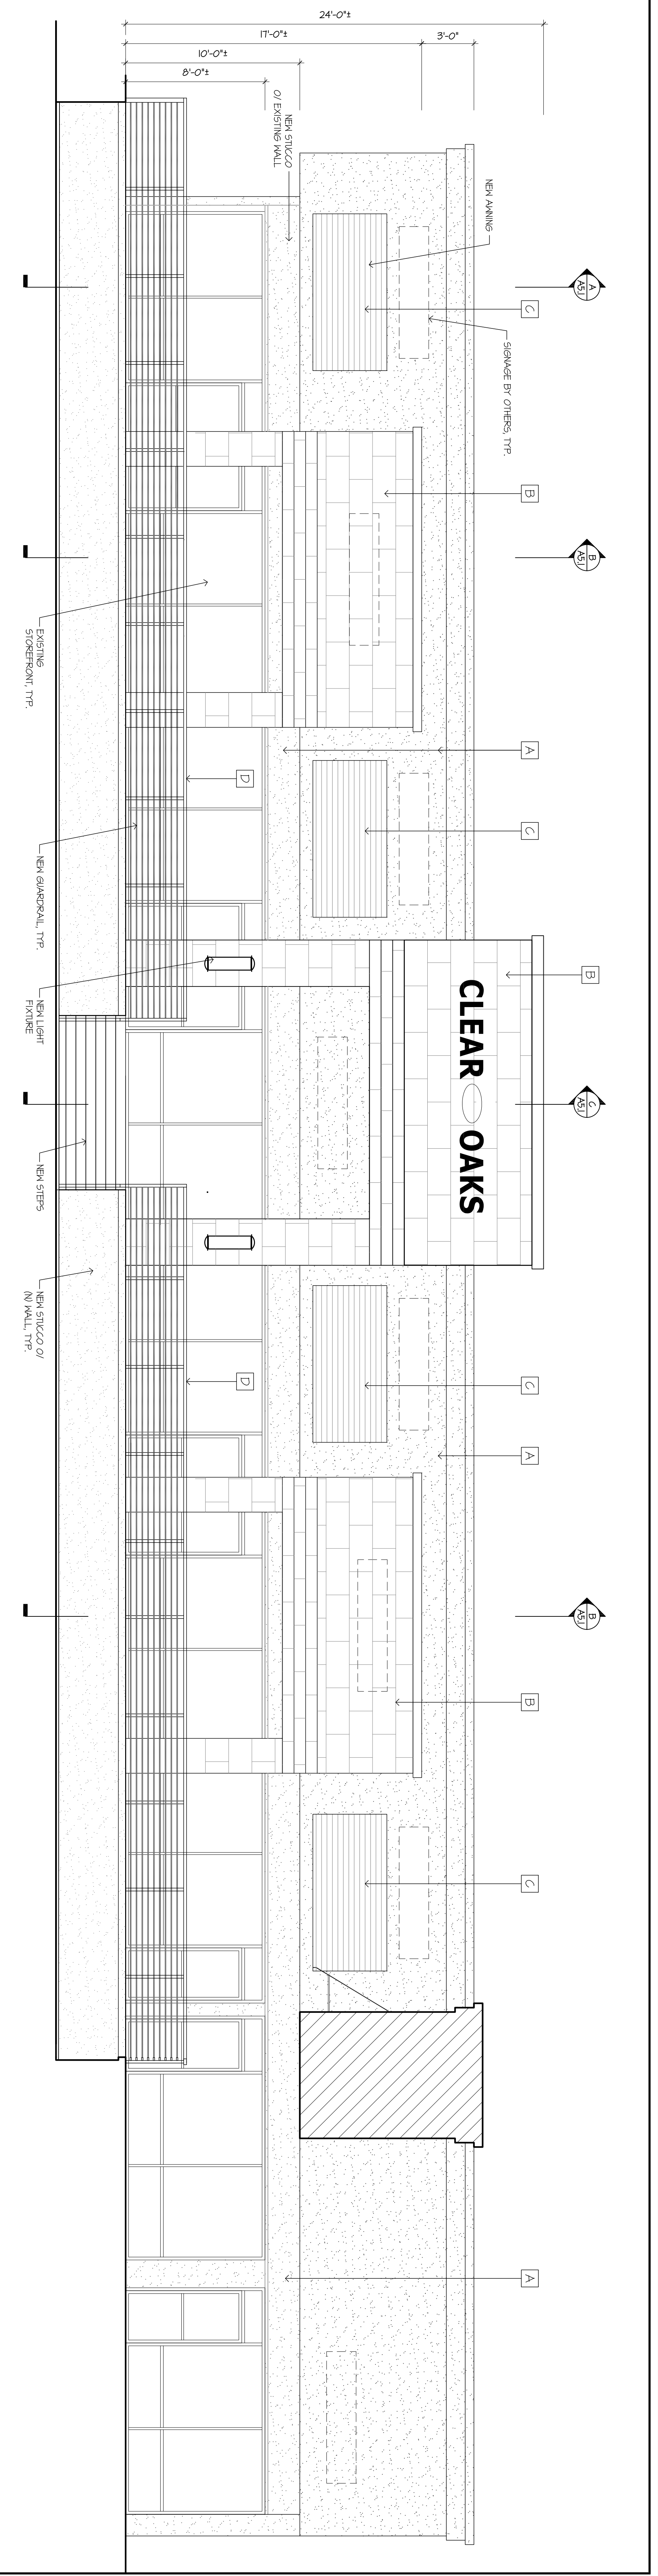 24'-0"±
17'-0"±
3'-0"
10'-0"±
8'-0"±
NEW STUCCO
O/ EXISTING WALL
NEW AWNING
SIGNAGE BY OTHERS, TYP.
A
A5.1
C
B
B
A5.1
A
C
D
B
C
A5.1
CLEAR OAKS
C
A
D
B
A5.1
B
C
A
EXISTING
STOREFRONT, TYP.
NEW GUARDRAIL, TYP.
NEW LIGHT
FIXTURE
NEW STEPS
NEW STUCCO O/
(N) WALL, TYP.